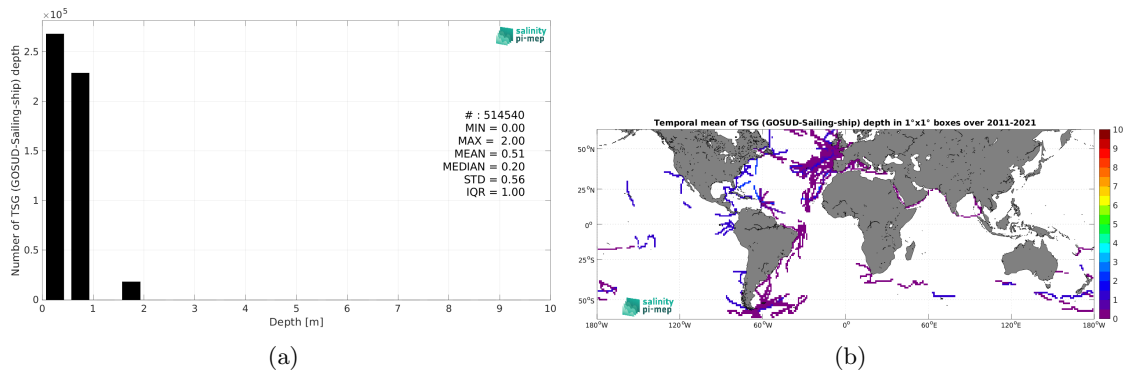 ×10⁵
2.5
2
1.5
1
0.5
0
Number of TSG (GOSUD-Sailing-ship) depth
salinity
pi-mep
# : 514540
MIN = 0.00
MAX = 2.00
MEAN = 0.51
MEDIAN = 0.20
STD = 0.56
IQR = 1.00
0 1 2 3 4 5 6 7 8 9 10
Depth [m]
(a)
Temporal mean of TSG (GOSUD-Sailing-ship) depth in 1°x1° boxes over 2011-2021
50°N
25°N
0°
25°S
50°S
salinity
pi-mep
180°W 120°W 60°W 0° 60°E 120°E 180°W
10
9
8
7
6
5
4
3
2
1
0
(b)